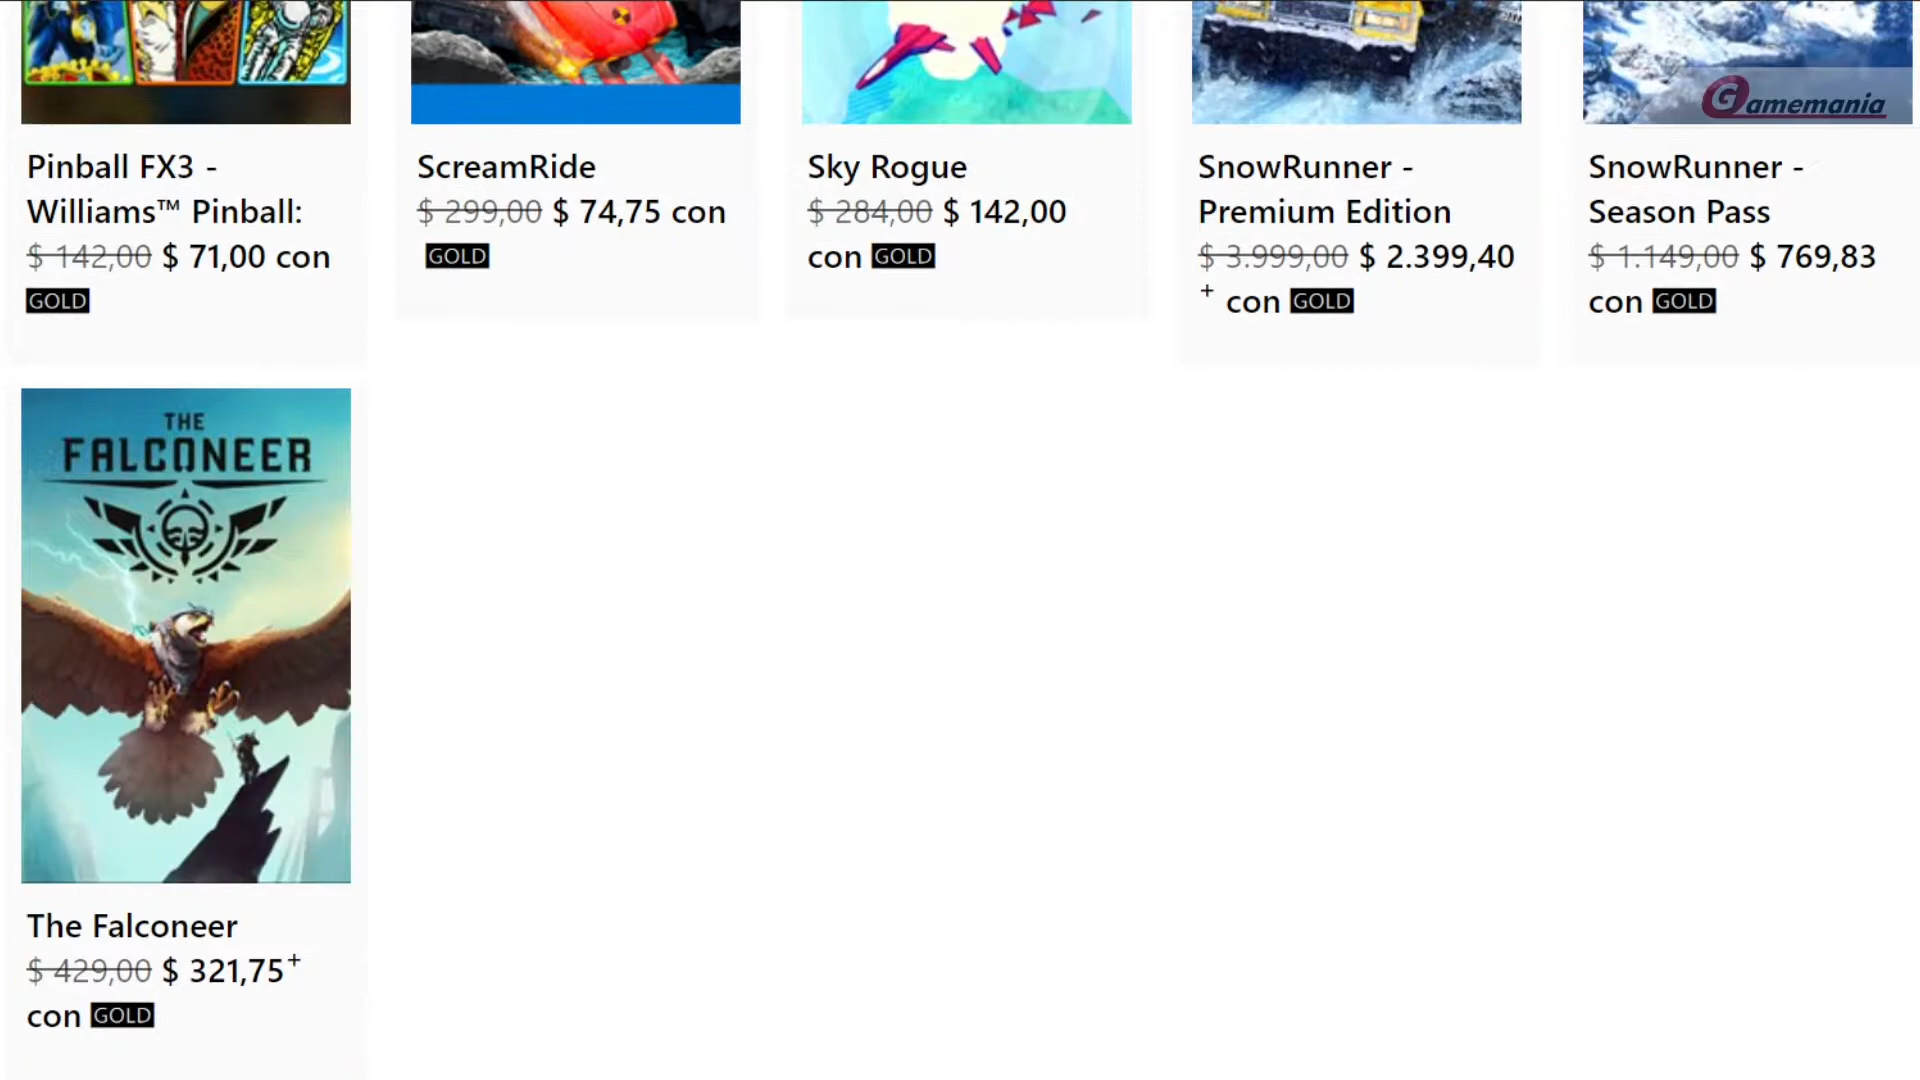 Gamemania
Pinball FX3 -
Williams™ Pinball:
$ 142,00 $ 71,00 con
GOLD
ScreamRide
$ 299,00 $ 74,75 con
GOLD
Sky Rogue
$ 284,00 $ 142,00
con GOLD
SnowRunner -
Premium Edition
$ 3.999,00 $ 2.399,40
+ con GOLD
SnowRunner -
Season Pass
$ 1.149,00 $ 769,83
con GOLD
THE
FALCONEER
The Falconeer
$ 429,00 $ 321,75+
con GOLD